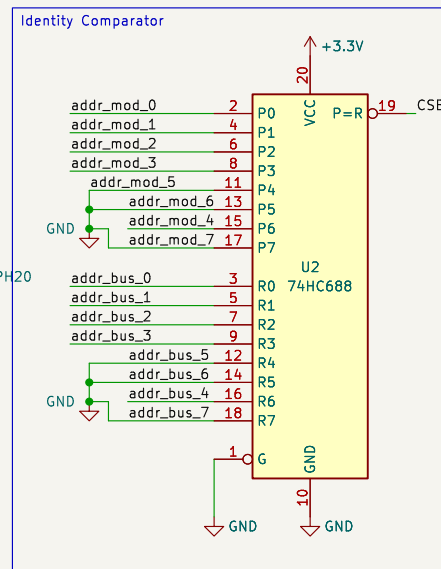 Identity Comparator
+3.3V
20
VCC
P=R
19
CSE
addr_mod_0 2 P0
addr_mod_1 4 P1
addr_mod_2 6 P2
addr_mod_3 8 P3
addr_mod_5 11 P4
addr_mod_6 13 P5
GND addr_mod_4 15 P6
addr_mod_7 17 P7
U2
74HC688
PH20
addr_bus_0 3 R0
addr_bus_1 5 R1
addr_bus_2 7 R2
addr_bus_3 9 R3
addr_bus_5 12 R4
addr_bus_6 14 R5
GND addr_bus_4 16 R6
addr_bus_7 18 R7
1 G
GND
10
GND
GND